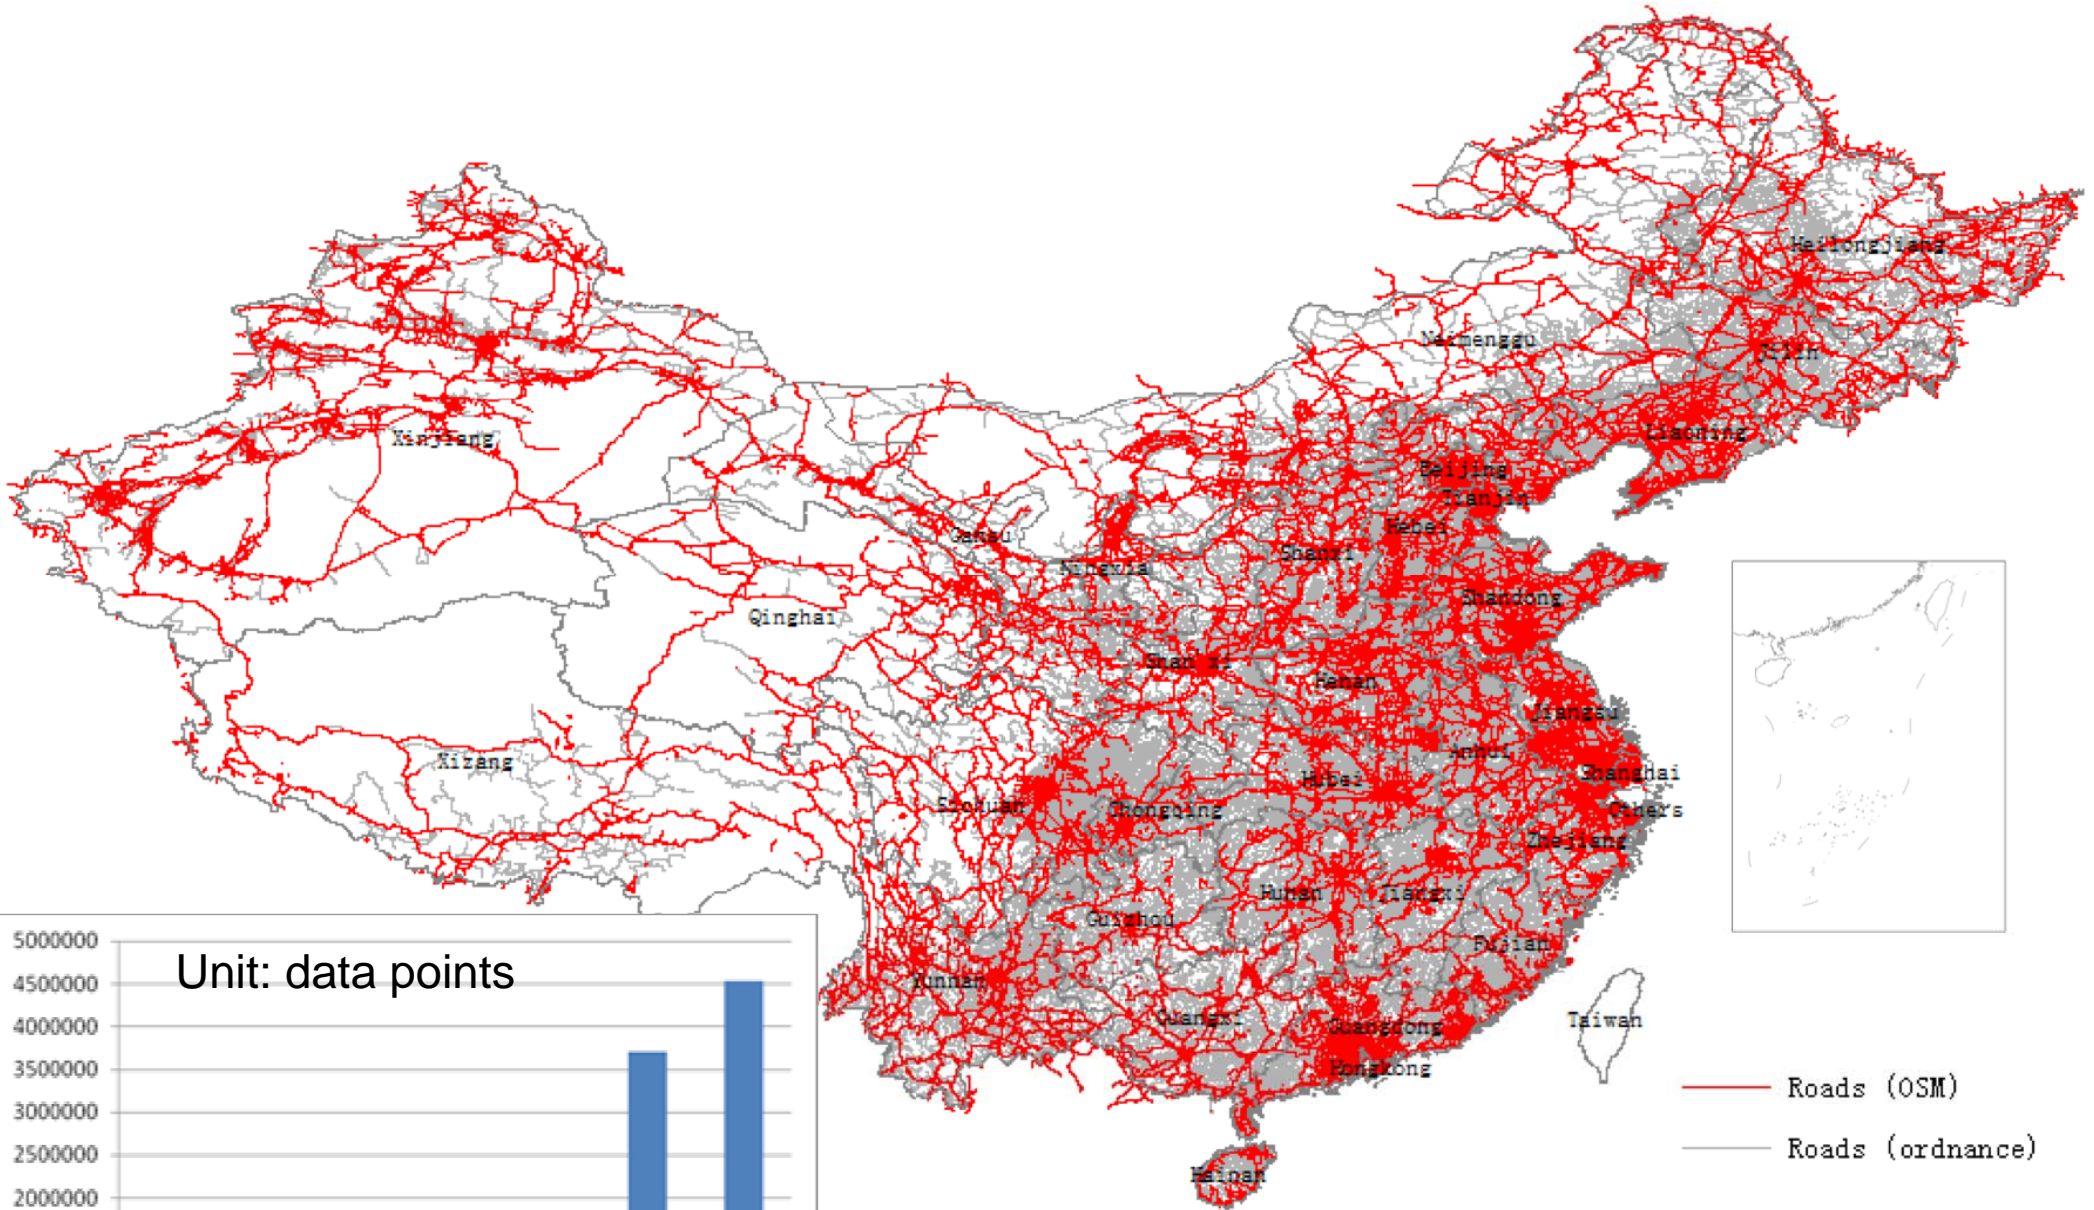 Heilongjiang
Neimenggu
Jilin
Xinjiang
Liaoning
Beijing
Tianjin
Hebei
Gansu
Shanxi
Ningxia
Shandong
Qinghai
Shan'xi
Henan
Jiangsu
Anhui
Xizang
Hubei
Shanghai
Sichuan
Chongqing
Others
Zhejiang
Hunan
Jiangxi
Guizhou
Fujian
Yunnan
Guangxi
Guangdong
Taiwan
Hongkong
Hainan
Roads (OSM)
Roads (ordnance)
Unit: data points
5000000
4500000
4000000
3500000
3000000
2500000
2000000